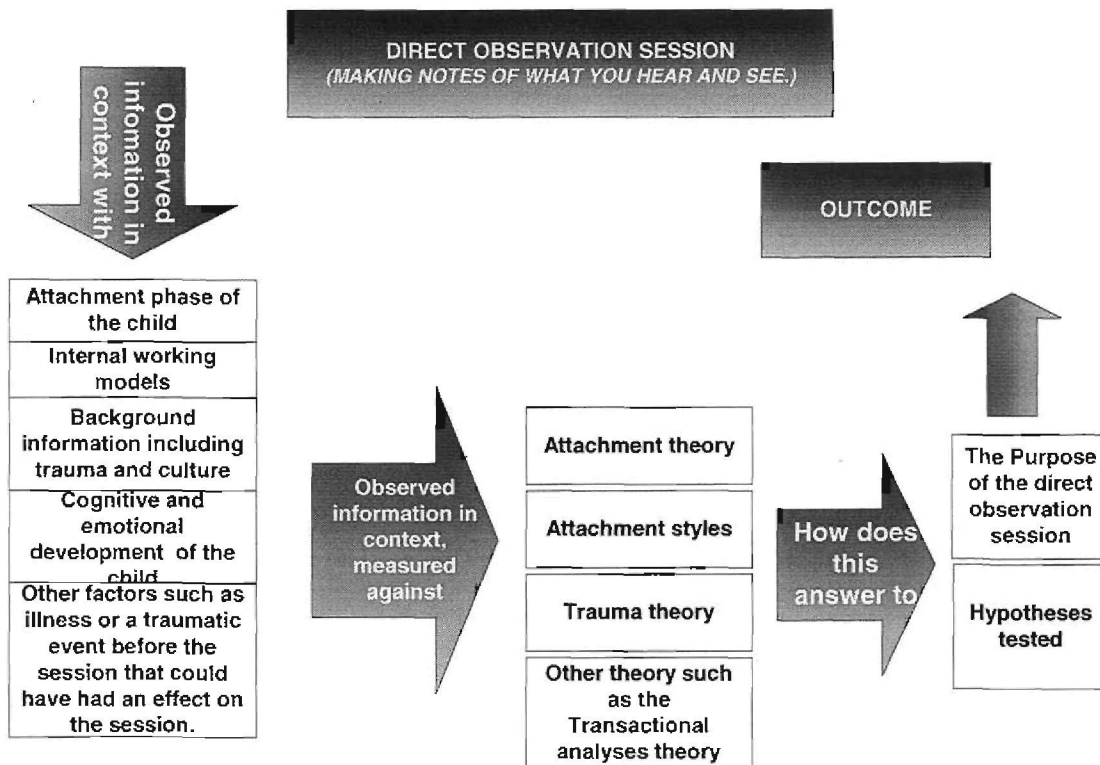 DIRECT OBSERVATION SESSION
(MAKING NOTES OF WHAT YOU HEAR AND SEE.)
Observed
infomation in
context with
OUTCOME
Attachment phase of
the child
Internal working
models
Background
information including
trauma and culture
Cognitive and
emotional
development of the
child
Other factors such as
illness or a traumatic
event before the
session that could
have had an effect on
the session.
Observed
information in
context,
measured
against
Attachment theory
Attachment styles
Trauma theory
Other theory such
as the
Transactional
analyses theory
How does
this
answer to
The Purpose
of the direct
observation
session
Hypotheses
tested